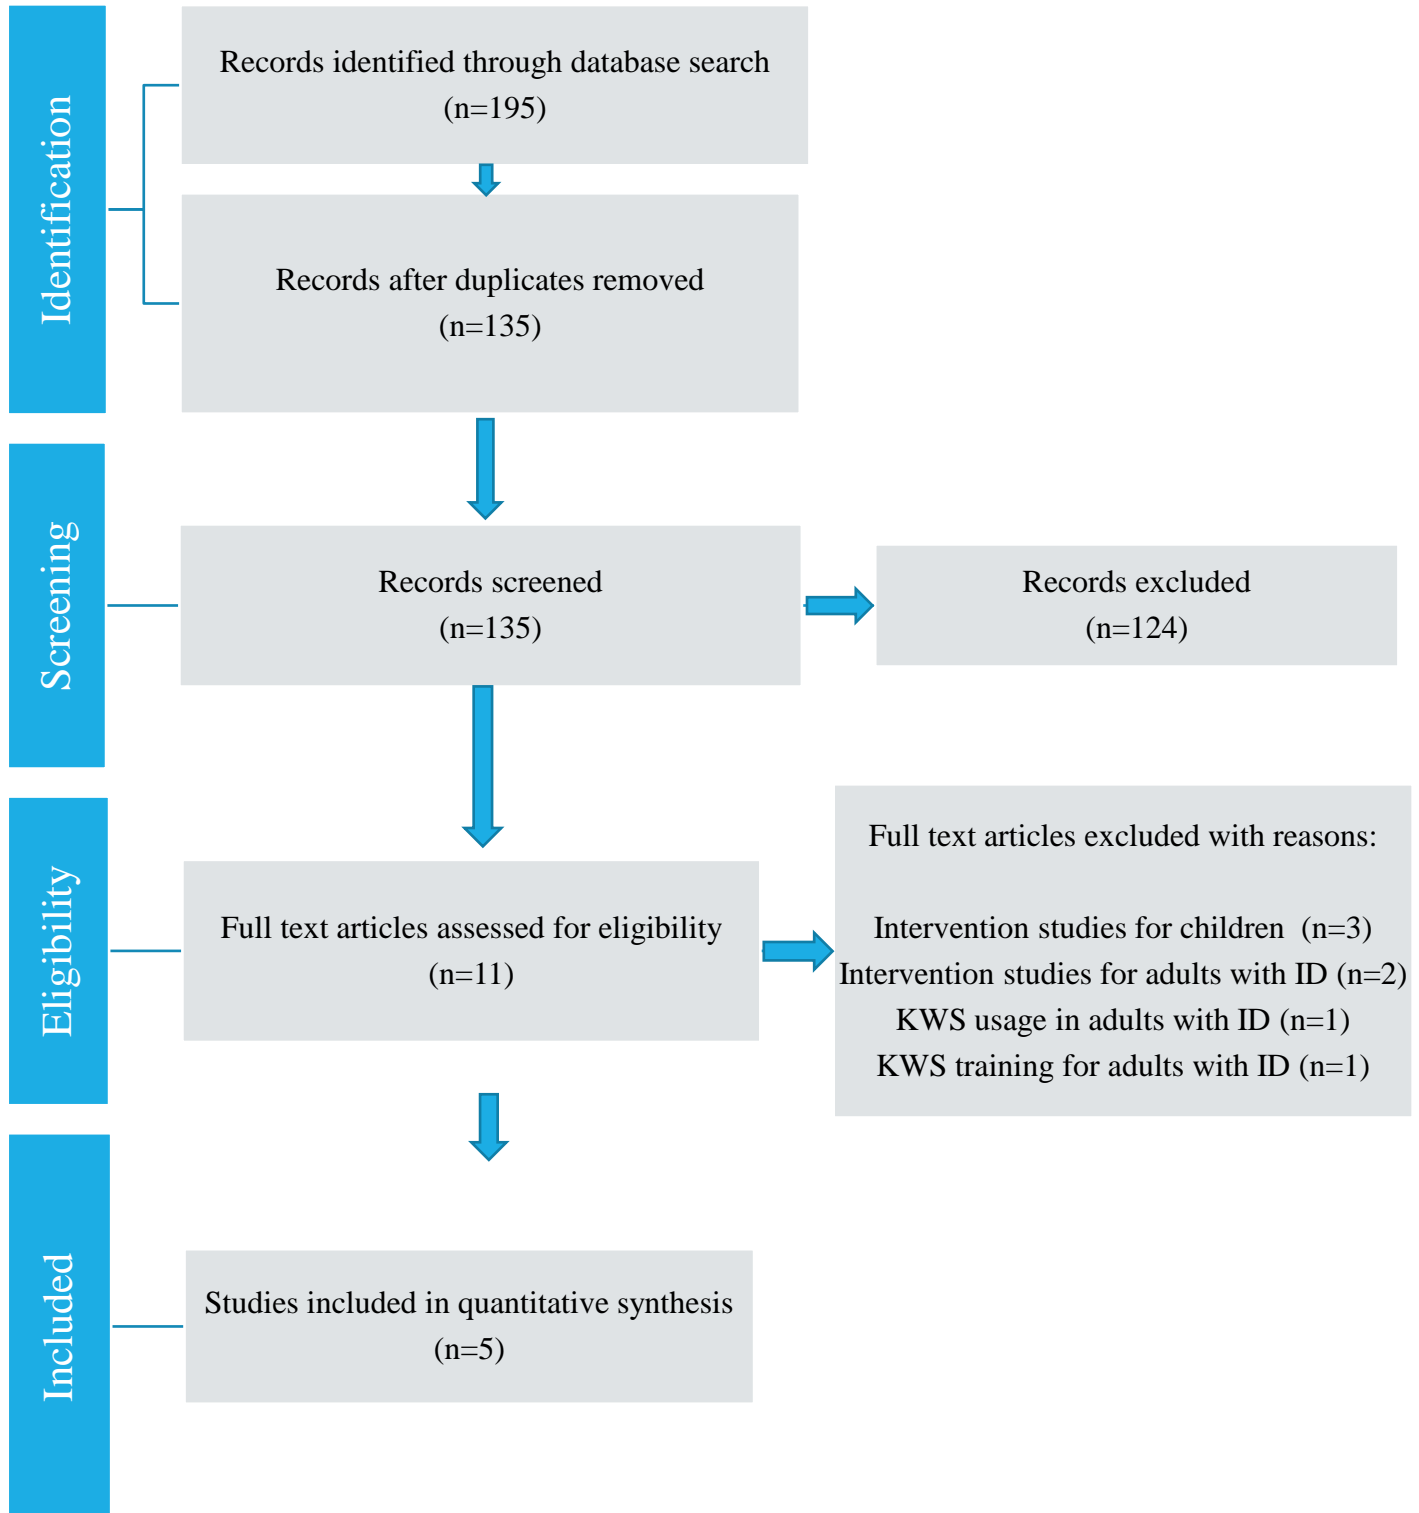 Identification
Records identified through database search
(n=195)
Records after duplicates removed
(n=135)
Screening
Records screened
(n=135)
Records excluded
(n=124)
Eligibility
Full text articles assessed for eligibility
(n=11)
Full text articles excluded with reasons:
Intervention studies for children (n=3)
Intervention studies for adults with ID (n=2)
KWS usage in adults with ID (n=1)
KWS training for adults with ID (n=1)
Included
Studies included in quantitative synthesis
(n=5)